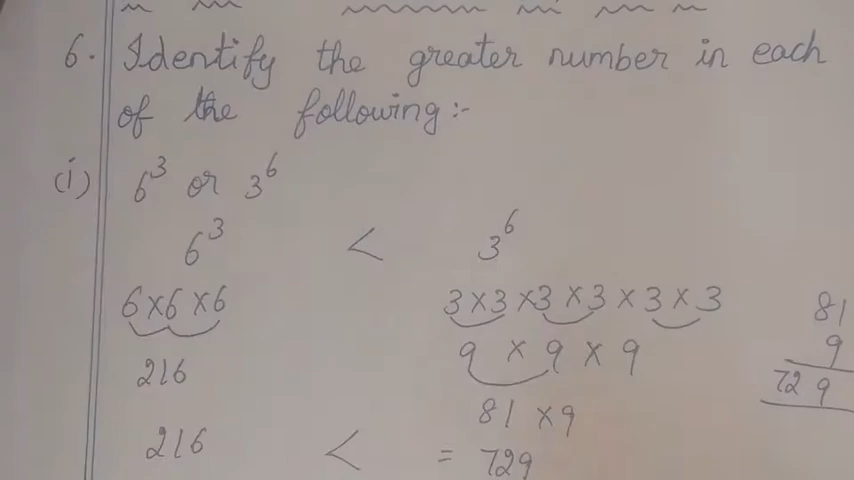 6. Identify the greater number in each
of the following:-
(i) 6³ or 3⁶
6³ < 3⁶
6×6×6 3×3×3×3×3×3
9×9×9
216
81×9
216 < = 729
81
9
729